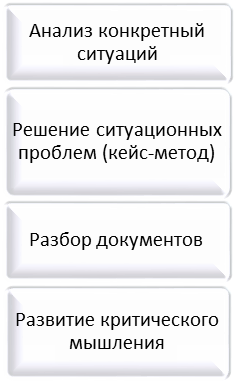 Анализ конкретный
ситуаций
Решение ситуационных
проблем (кейс-метод)
Разбор документов
Развитие критического
мышления